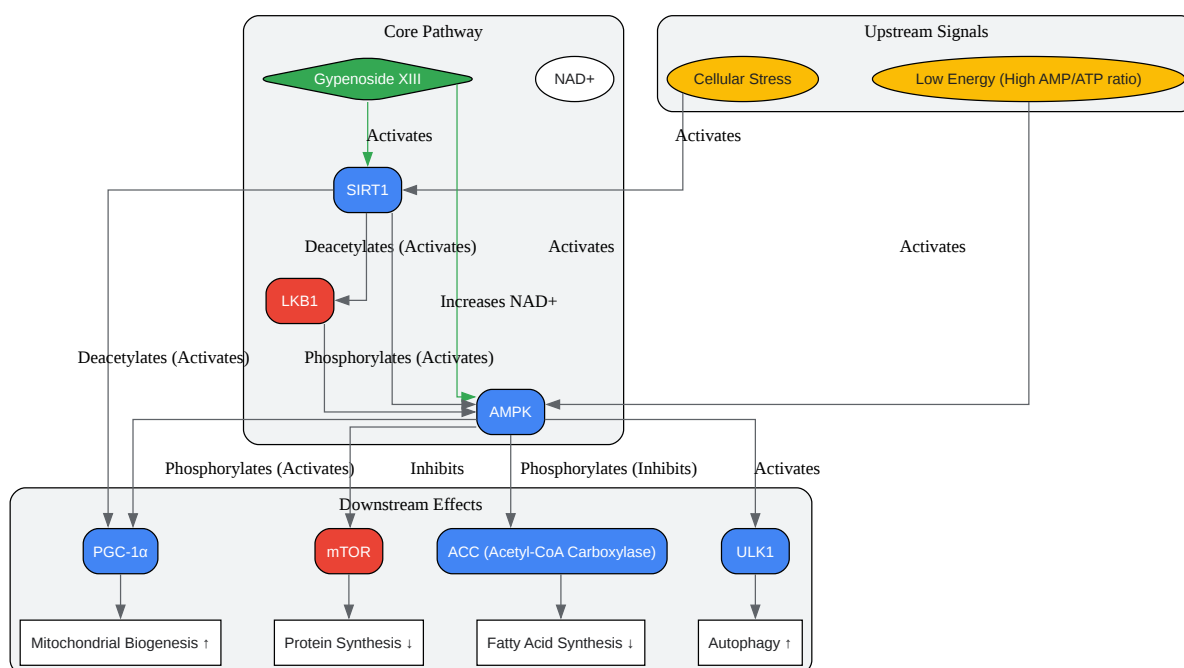 Core Pathway
Upstream Signals
Gypenoside XIII
NAD+
Cellular Stress
Low Energy (High AMP/ATP ratio)
Activates
Activates
SIRT1
Deacetylates (Activates)
Activates
Activates
LKB1
Increases NAD+
Deacetylates (Activates)
Phosphorylates (Activates)
AMPK
Phosphorylates (Activates)
Inhibits
Phosphorylates (Inhibits)
Activates
Downstream Effects
PGC-1α
mTOR
ACC (Acetyl-CoA Carboxylase)
ULK1
Mitochondrial Biogenesis ↑
Protein Synthesis ↓
Fatty Acid Synthesis ↓
Autophagy ↑